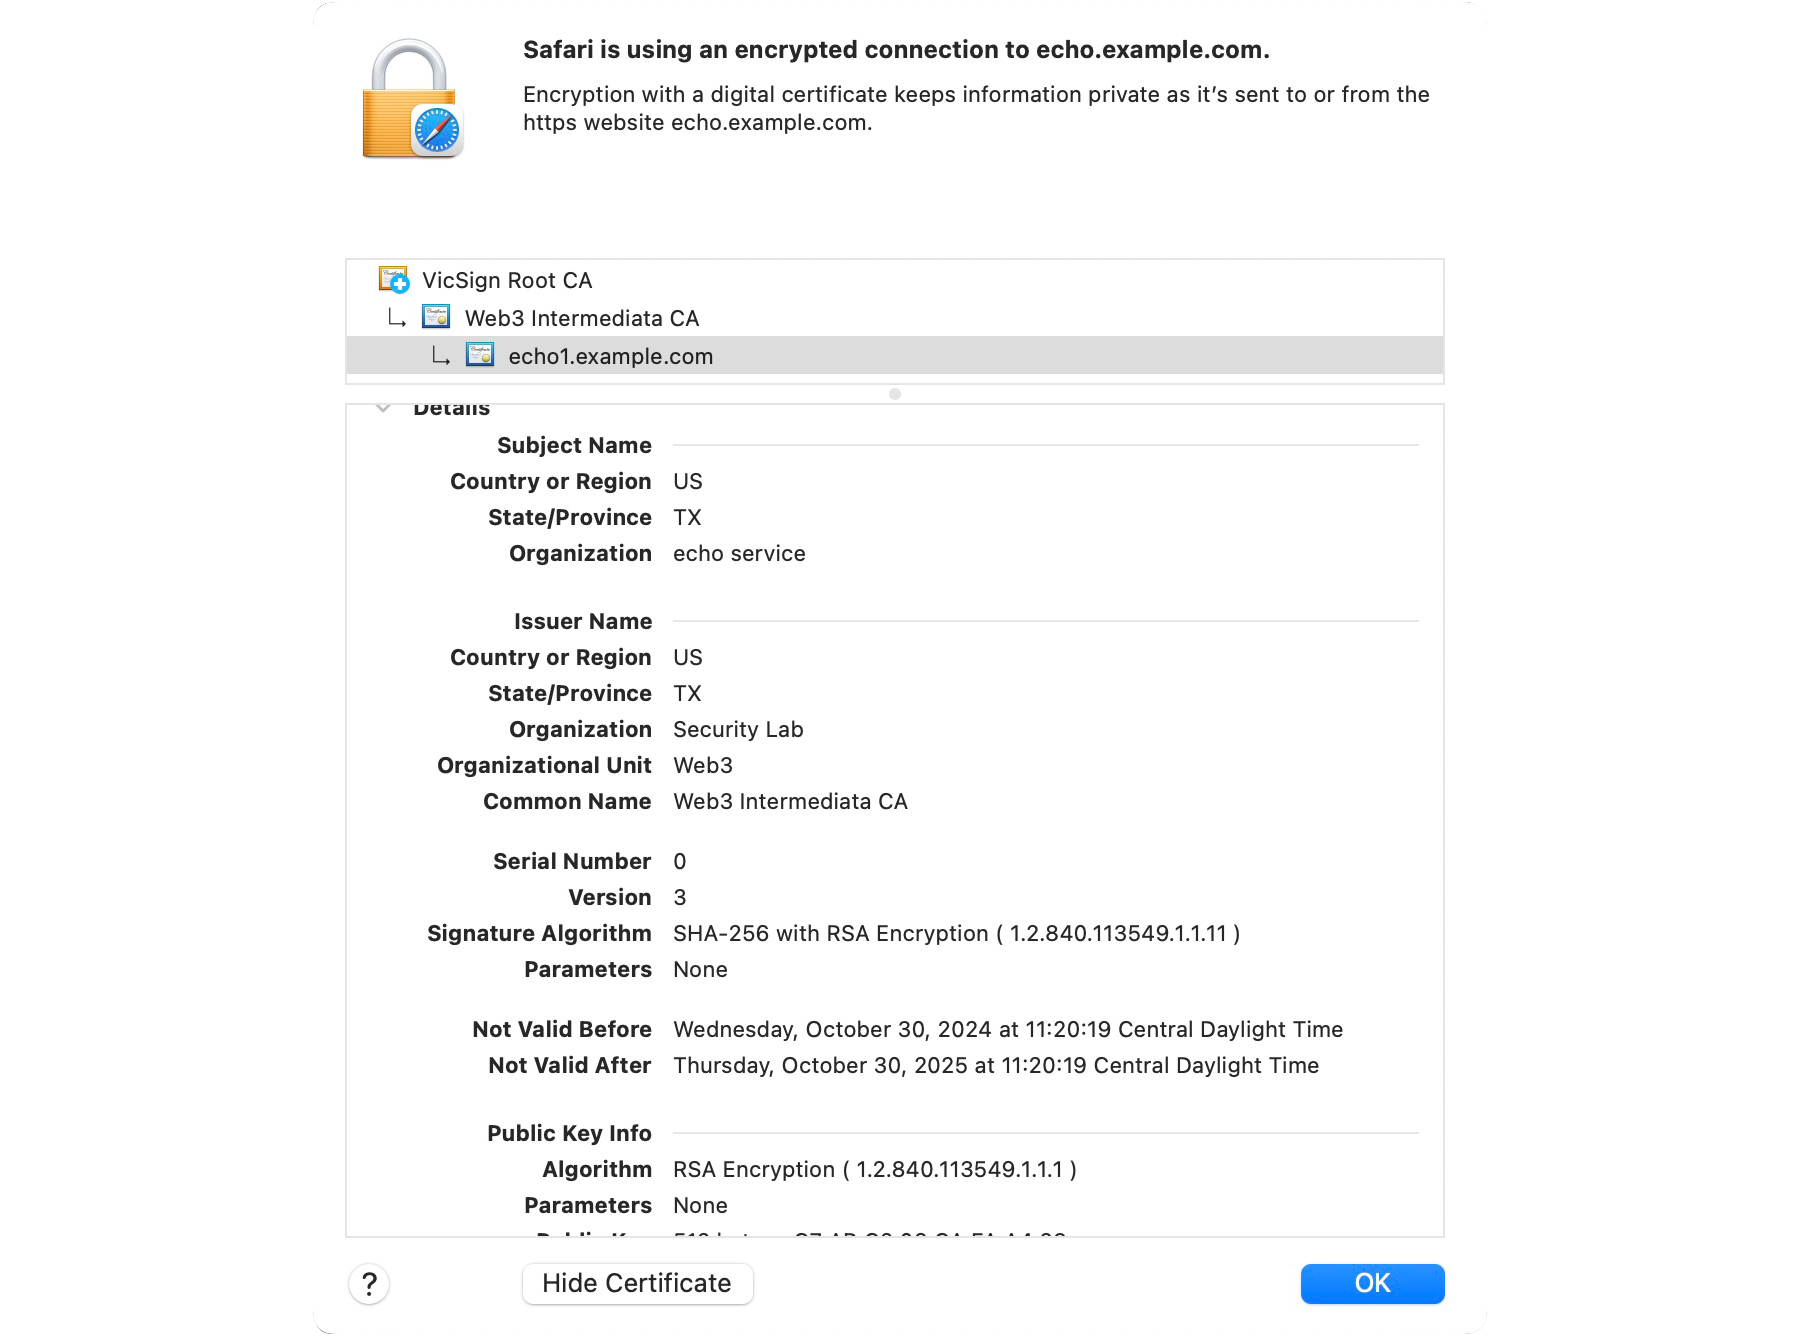 Safari is using an encrypted connection to echo.example.com.
Encryption with a digital certificate keeps information private as it’s sent to or from the
https website echo.example.com.
VicSign Root CA
Web3 Intermediata CA
echo1.example.com
Details
Subject Name
Country or Region US
State/Province TX
Organization echo service
Issuer Name
Country or Region US
State/Province TX
Organization Security Lab
Organizational Unit Web3
Common Name Web3 Intermediata CA
Serial Number 0
Version 3
Signature Algorithm SHA-256 with RSA Encryption ( 1.2.840.113549.1.1.11 )
Parameters None
Not Valid Before Wednesday, October 30, 2024 at 11:20:19 Central Daylight Time
Not Valid After Thursday, October 30, 2025 at 11:20:19 Central Daylight Time
Public Key Info
Algorithm RSA Encryption ( 1.2.840.113549.1.1.1 )
Parameters None
?
Hide Certificate
OK